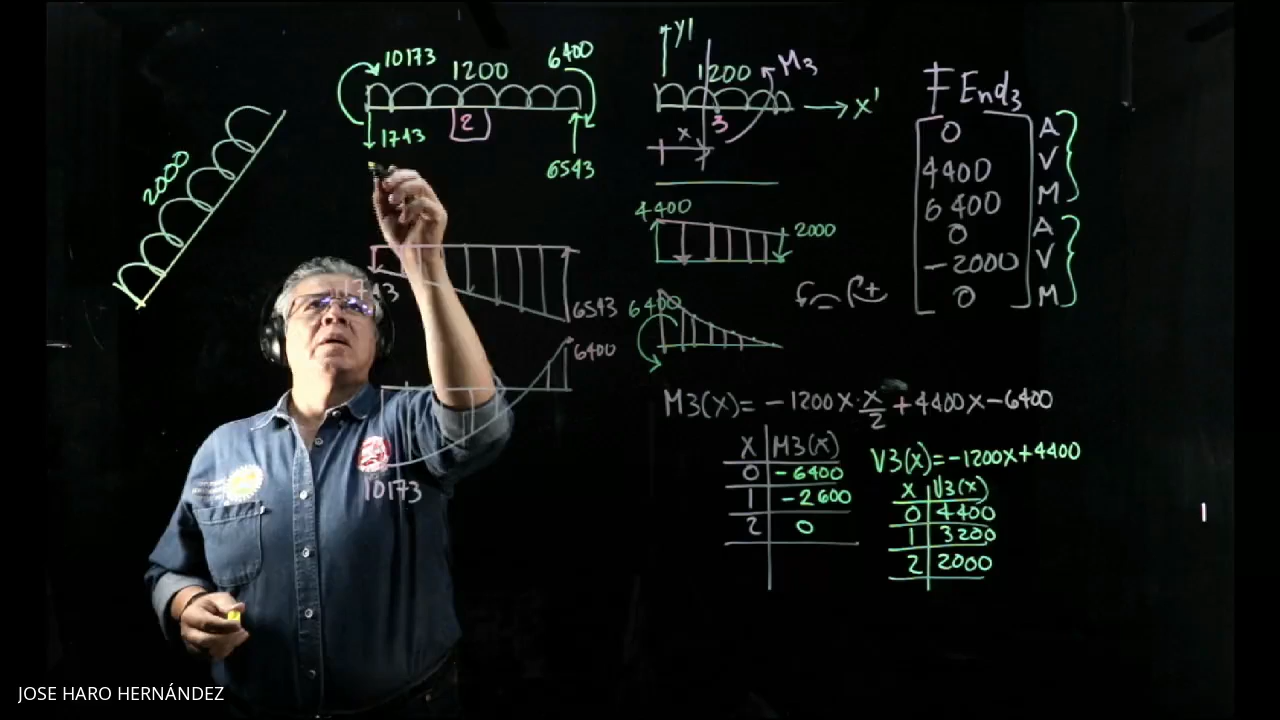 2000
10173
1200
6400
1743
2
6543
1743
6543
6400
10173
y1
1200
M3
x'
3
x
4400
2000
6400
M3(X)= -1200X·X/2+4400X-6400
X M3(X)
0 -6400
1 -2600
2 0
V3(X)=-1200X+4400
X V3(X)
0 4400
1 3200
2 2000
F End3
0 A
4400 V
6400 M
0 A
-2000 V
0 M
JOSE HARO HERNÁNDEZ